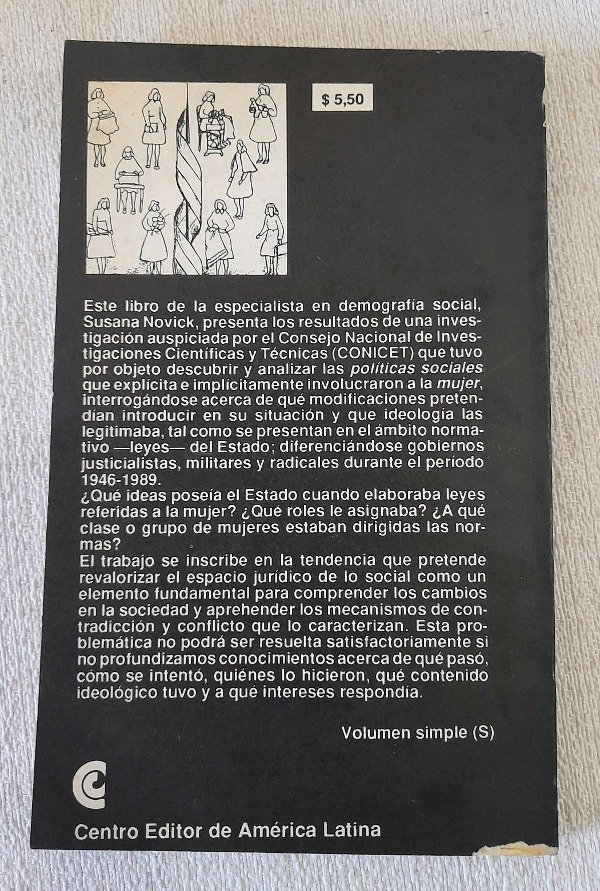 $ 5,50
Este libro de la especialista en demografía social,
Susana Novick, presenta los resultados de una inves-
tigación auspiciada por el Consejo Nacional de Inves-
tigaciones Científicas y Técnicas (CONICET) que tuvo
por objeto descubrir y analizar las políticas sociales
que explícita e implícitamente involucraron a la mujer,
interrogándose acerca de qué modificaciones preten-
dían introducir en su situación y que ideología las
legitimaba, tal como se presentan en el ámbito norma-
tivo —leyes— del Estado; diferenciándose gobiernos
justicialistas, militares y radicales durante el período
1946-1989.
¿Qué ideas poseía el Estado cuando elaboraba leyes
referidas a la mujer? ¿Qué roles le asignaba? ¿A qué
clase o grupo de mujeres estaban dirigidas las nor-
mas?
El trabajo se inscribe en la tendencia que pretende
revalorizar el espacio jurídico de lo social como un
elemento fundamental para comprender los cambios
en la sociedad y aprehender los mecanismos de con-
tradicción y conflicto que lo caracterizan. Esta pro-
blemática no podrá ser resuelta satisfactoriamente si
no profundizamos conocimientos acerca de qué pasó,
cómo se intentó, quiénes lo hicieron, qué contenido
ideológico tuvo y a qué intereses respondía.
Volumen simple (S)
Centro Editor de América Latina